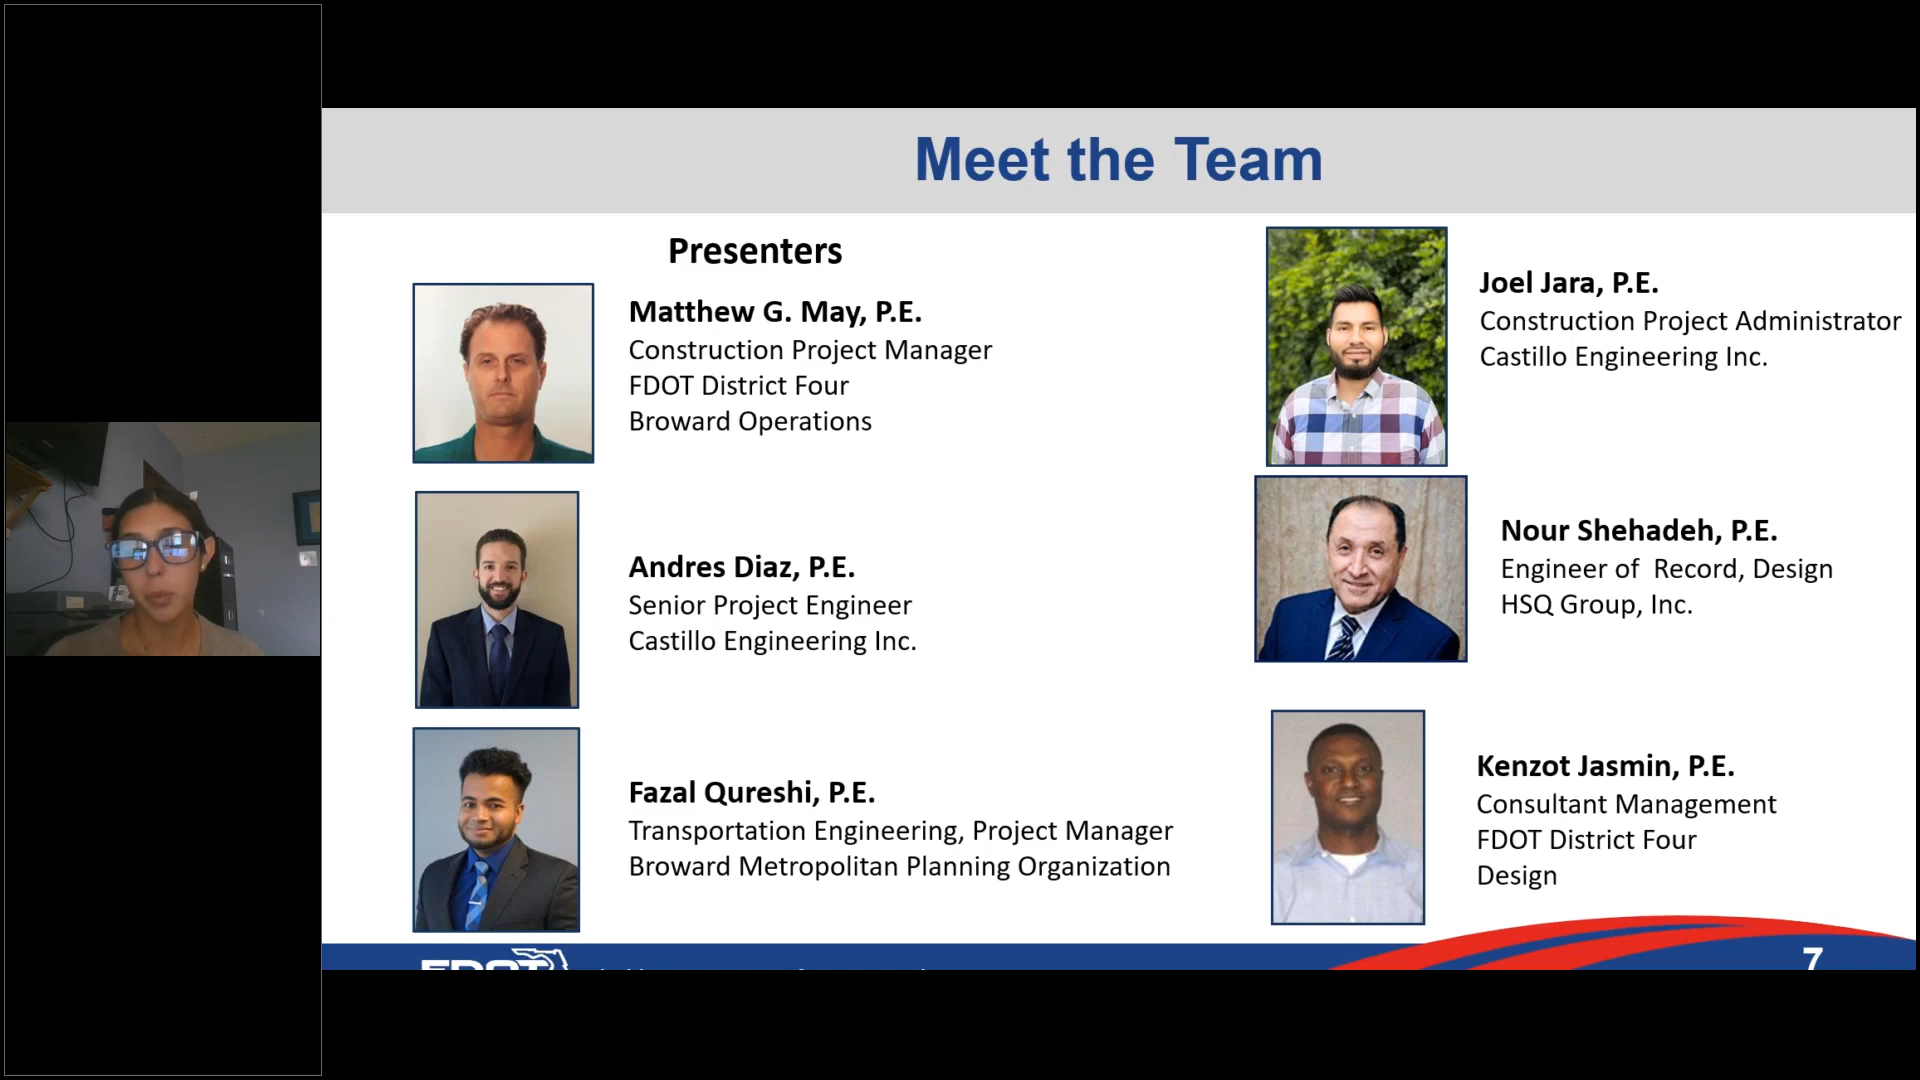 Meet the Team
Presenters
Matthew G. May, P.E.
Construction Project Manager
FDOT District Four
Broward Operations
Andres Diaz, P.E.
Senior Project Engineer
Castillo Engineering Inc.
Fazal Qureshi, P.E.
Transportation Engineering, Project Manager
Broward Metropolitan Planning Organization
Joel Jara, P.E.
Construction Project Administrator
Castillo Engineering Inc.
Nour Shehadeh, P.E.
Engineer of  Record, Design
HSQ Group, Inc.
Kenzot Jasmin, P.E.
Consultant Management
FDOT District Four
Design
FDOT
7